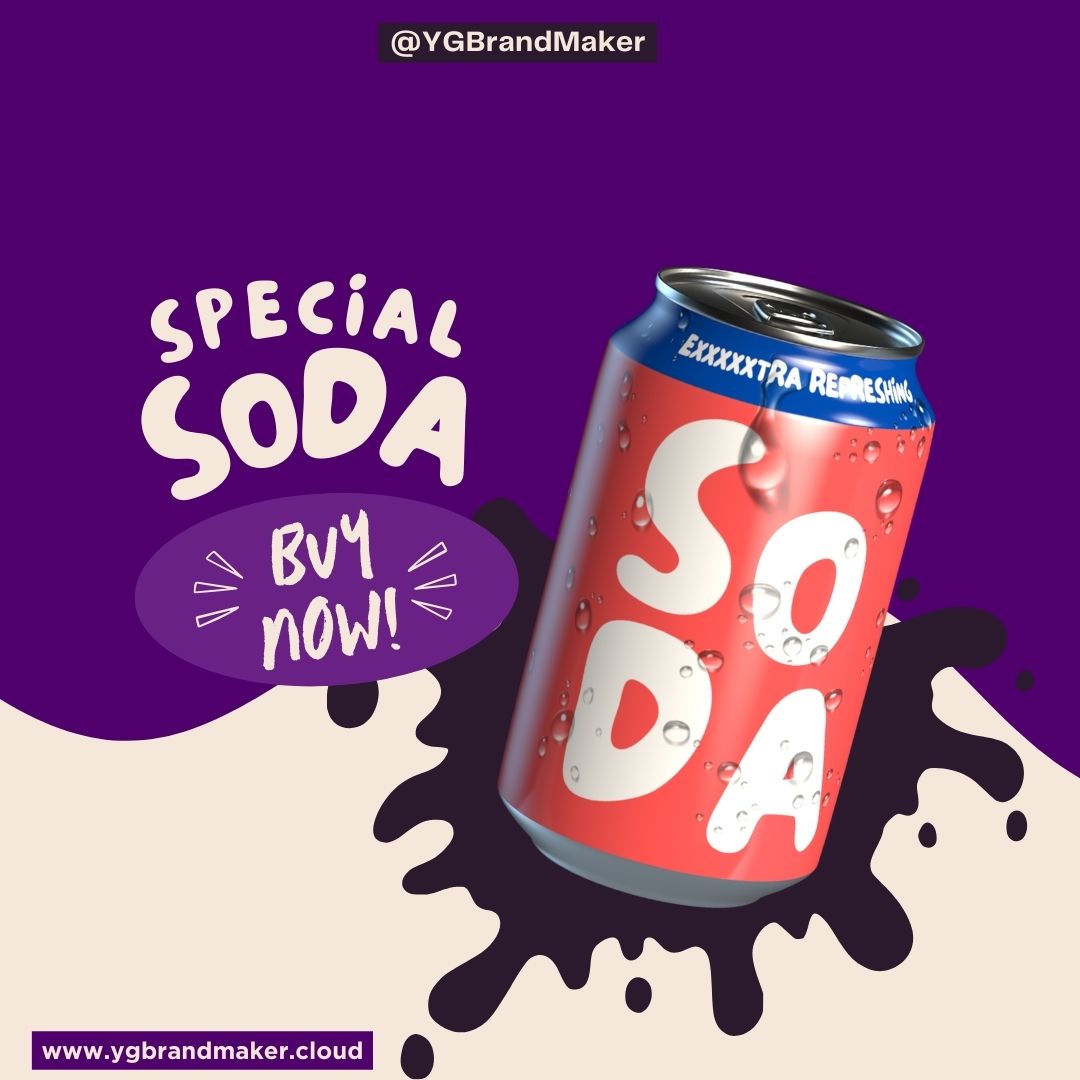 @YGBrandMaker
SPECiAL
SODA
BUY
NOW!
EXXXXXTRA REFRESHiNG
SO
DA
www.ygbrandmaker.cloud